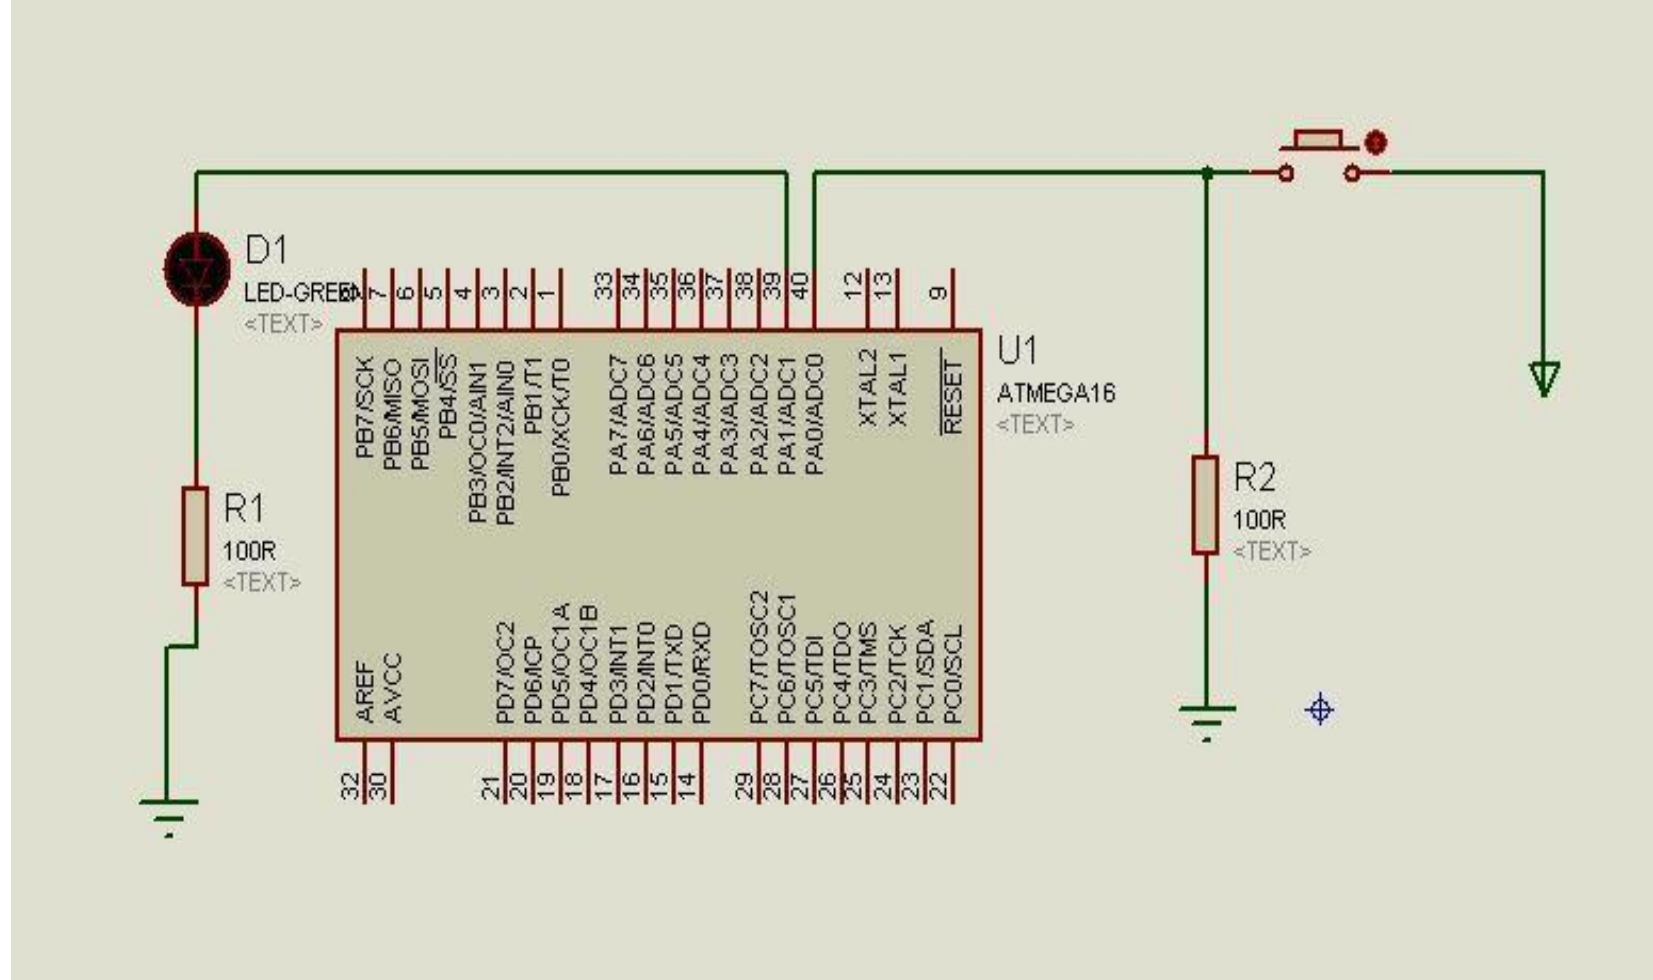 D1
LED-GREEN
<TEXT>
8
7
6
5
4
3
2
1
33
34
35
36
37
38
39
40
12
13
9
PB7/SCK
PB6/MISO
PB5/MOSI
PB4/SS
PB3/OC0/AIN1
PB2/INT2/AIN0
PB1/T1
PB0/XCK/T0
PA7/ADC7
PA6/ADC6
PA5/ADC5
PA4/ADC4
PA3/ADC3
PA2/ADC2
PA1/ADC1
PA0/ADC0
XTAL2
XTAL1
RESET
U1
ATMEGA16
<TEXT>
R1
100R
<TEXT>
R2
100R
<TEXT>
AREF
AVCC
PD7/OC2
PD6/ICP
PD5/OC1A
PD4/OC1B
PD3/INT1
PD2/INT0
PD1/TXD
PD0/RXD
PC7/TOSC2
PC6/TOSC1
PC5/TDI
PC4/TDO
PC3/TMS
PC2/TCK
PC1/SDA
PC0/SCL
32
30
21
20
19
18
17
16
15
14
29
28
27
26
25
24
23
22